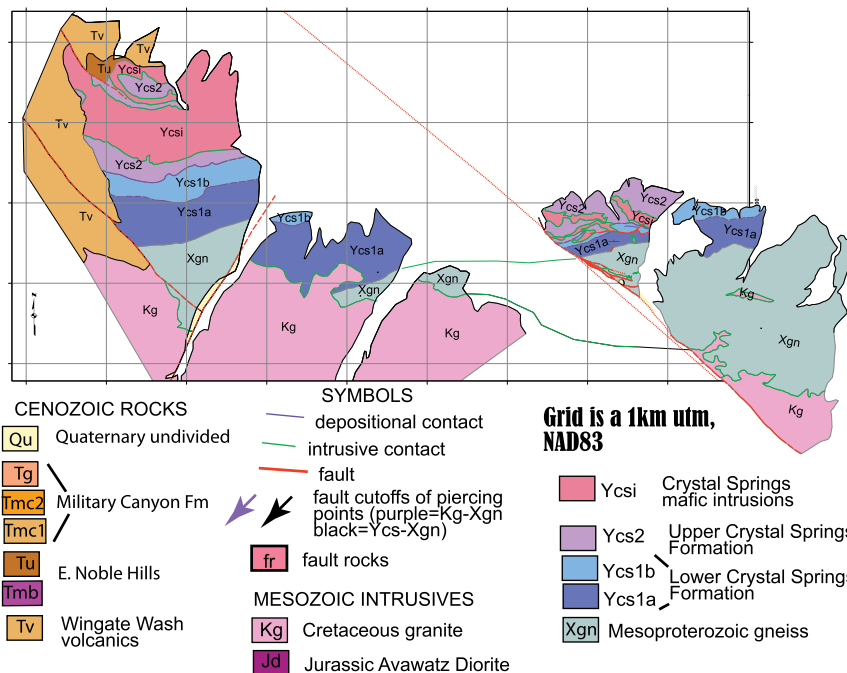 Tv
Tv
Tu
Ycsi
Ycs2
Tv
Ycsi
Ycs2
Ycs1b
Ycs1a
Tv
Xgn
Kg
Ycs1b
Ycs1a
Xgn
Kg
Xgn
Kg
Ycs2
Ycs2
Ycsi
Ycs1a
Xgn
Ycs1b
Ycs1a
Kg
Xgn
Kg
CENOZOIC ROCKS
Qu Quaternary undivided
Tg
Tmc2 Military Canyon Fm
Tmc1
Tu
E. Noble Hills
Tmb
Tv Wingate Wash
volcanics
SYMBOLS
depositional contact
intrusive contact
fault
fault cutoffs of piercing
points (purple=Kg-Xgn
black=Ycs-Xgn)
fr fault rocks
MESOZOIC INTRUSIVES
Kg Cretaceous granite
Jd Jurassic Avawatz Diorite
Grid is a 1km utm,
NAD83
Ycsi Crystal Springs
mafic intrusions
Ycs2 Upper Crystal Springs
Formation
Ycs1b Lower Crystal Springs
Ycs1a Formation
Xgn Mesoproterozoic gneiss